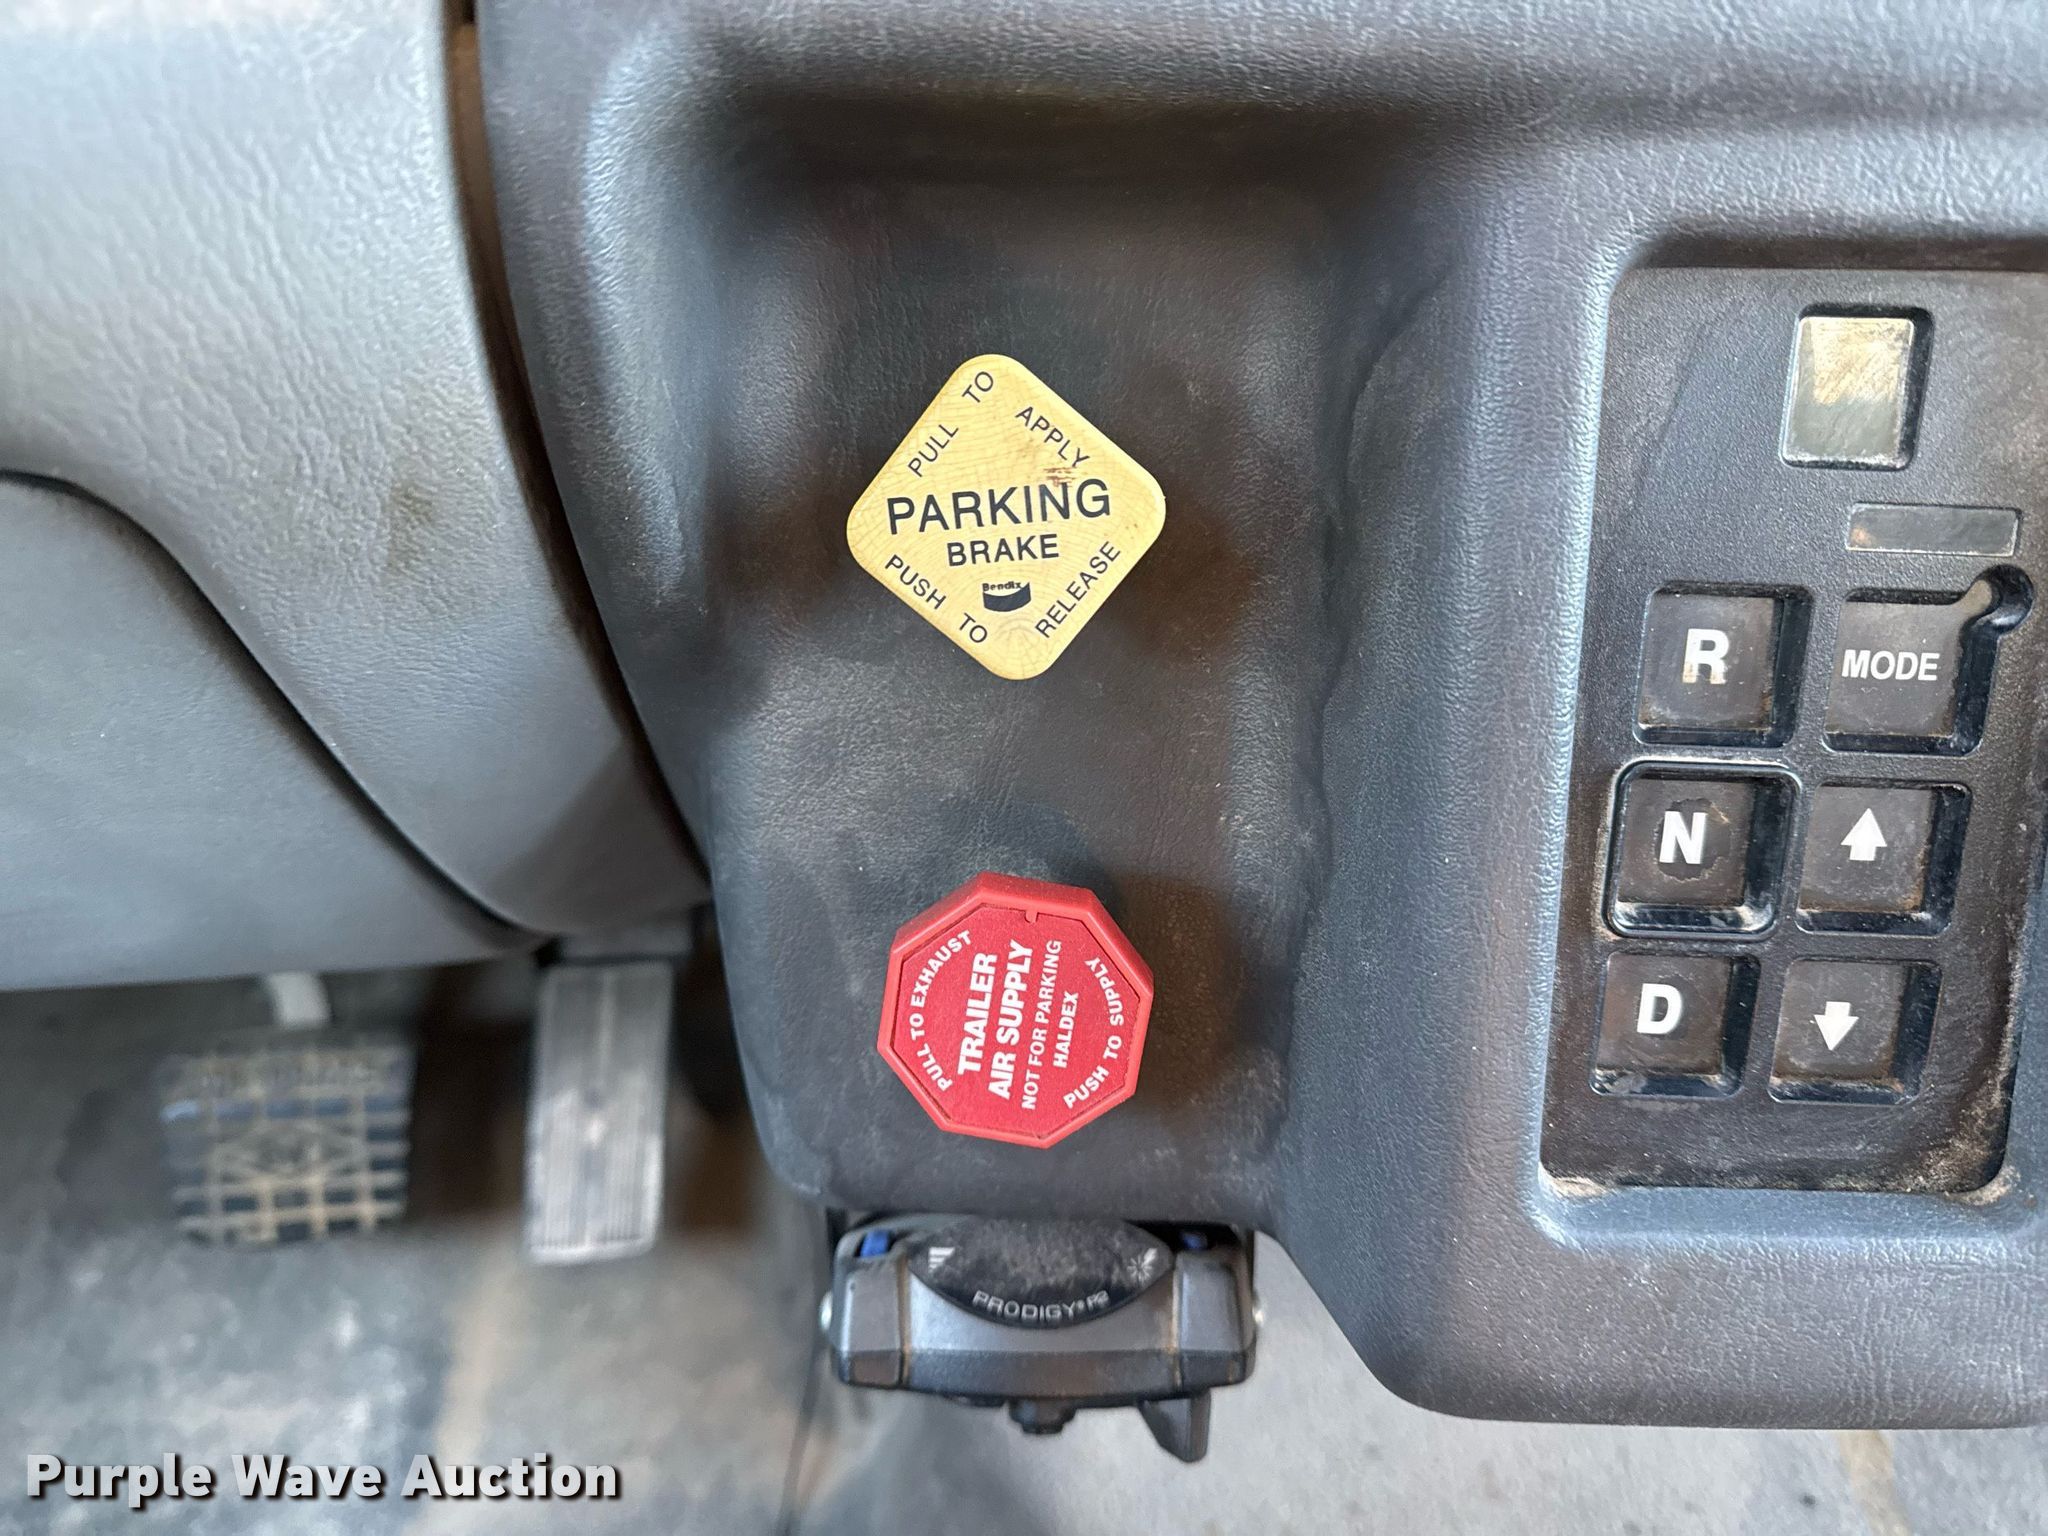 PULL TO APPLY
PARKING
BRAKE
Bendix
PUSH TO RELEASE
PULL TO EXHAUST
TRAILER
AIR SUPPLY
NOT FOR PARKING
HALDEX
PUSH TO SUPPLY
R
MODE
N
D
PRODIGY® P2
Purple Wave Auction